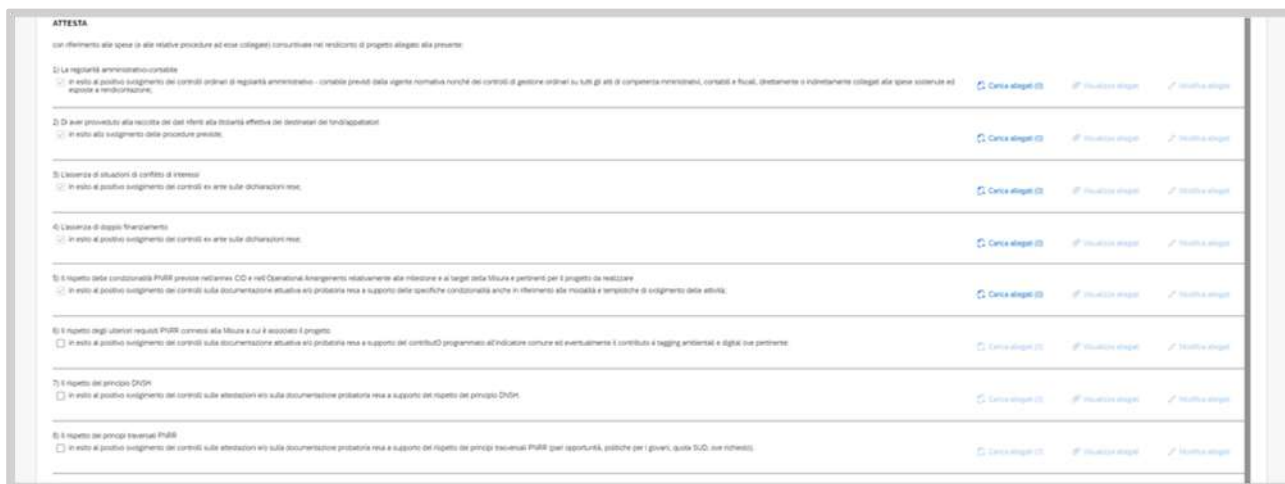 ATTESTA
con riferimento alle spese (e alle relative procedure ad esse collegate) consuntivate nel rendiconto di progetto allegato alla presente:
1) La regolarità amministrativo-contabile
in esito al positivo svolgimento dei controlli ordinari di regolarità amministrativo - contabile previsti dalla vigente normativa nonché dei controlli di gestione ordinari su tutti gli atti di competenza mministrativi, contabili e fiscali, direttamente o indirettamente collegati alle spese sostenute ed
esposte a rendicontazione;
Carica allegati (0) Visualizza allegati Modifica allegati
2) Di aver provveduto alla raccolta dei dati riferiti alla titolarità effettiva dei destinatari dei fondi/appaltatori
in esito allo svolgimento delle procedure previste;
Carica allegati (0) Visualizza allegati Modifica allegati
3) L'assenza di situazioni di conflitto di interessi
in esito al positivo svolgimento dei controlli ex ante sulle dichiarazioni rese;
Carica allegati (0) Visualizza allegati Modifica allegati
4) L'assenza di doppio finanziamento
in esito al positivo svolgimento dei controlli ex ante sulle dichiarazioni rese;
Carica allegati (0) Visualizza allegati Modifica allegati
5) Il rispetto delle condizionalità PNRR previste nell'annex CID e nell'Operational Arrangements relativamente alle milestone e ai target della Misura e pertinenti per il progetto da realizzare
in esito al positivo svolgimento dei controlli sulla documentazione attuativa e/o probatoria resa a supporto delle specifiche condizionalità anche in riferimento alle modalità e tempistiche di svolgimento delle attività;
Carica allegati (0) Visualizza allegati Modifica allegati
6) Il rispetto degli ulteriori requisiti PNRR connessi alla Misura a cui è associato il progetto
in esito al positivo svolgimento dei controlli sulla documentazione attuativa e/o probatoria resa a supporto del contributO programmato all'indicatore comune ed eventualmente il contributo ai tagging ambientali e digital ove pertinente
Carica allegati (0) Visualizza allegati Modifica allegati
7) Il rispetto del principio DNSH
in esito al positivo svolgimento dei controlli sulle attestazioni e/o sulla documentazione probatoria resa a supporto del rispetto del principio DNSH;
Carica allegati (0) Visualizza allegati Modifica allegati
8) Il rispetto dei principi trasversali PNRR
in esito al positivo svolgimento dei controlli sulle attestazioni e/o sulla documentazione probatoria resa a supporto del rispetto dei principi trasversali PNRR (pari opportunità, politiche per i giovani, quota SUD, ove richiesto);
Carica allegati (0) Visualizza allegati Modifica allegati